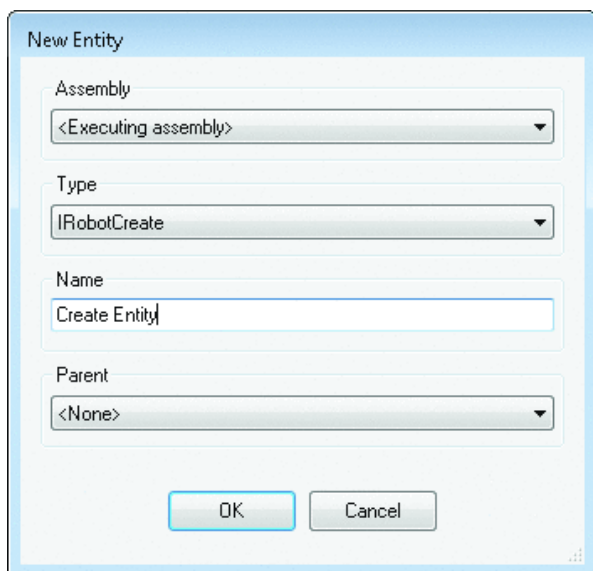 New Entity
Assembly
<Executing assembly>
Type
IRobotCreate
Name
Create Entity
Parent
<None>
OK
Cancel